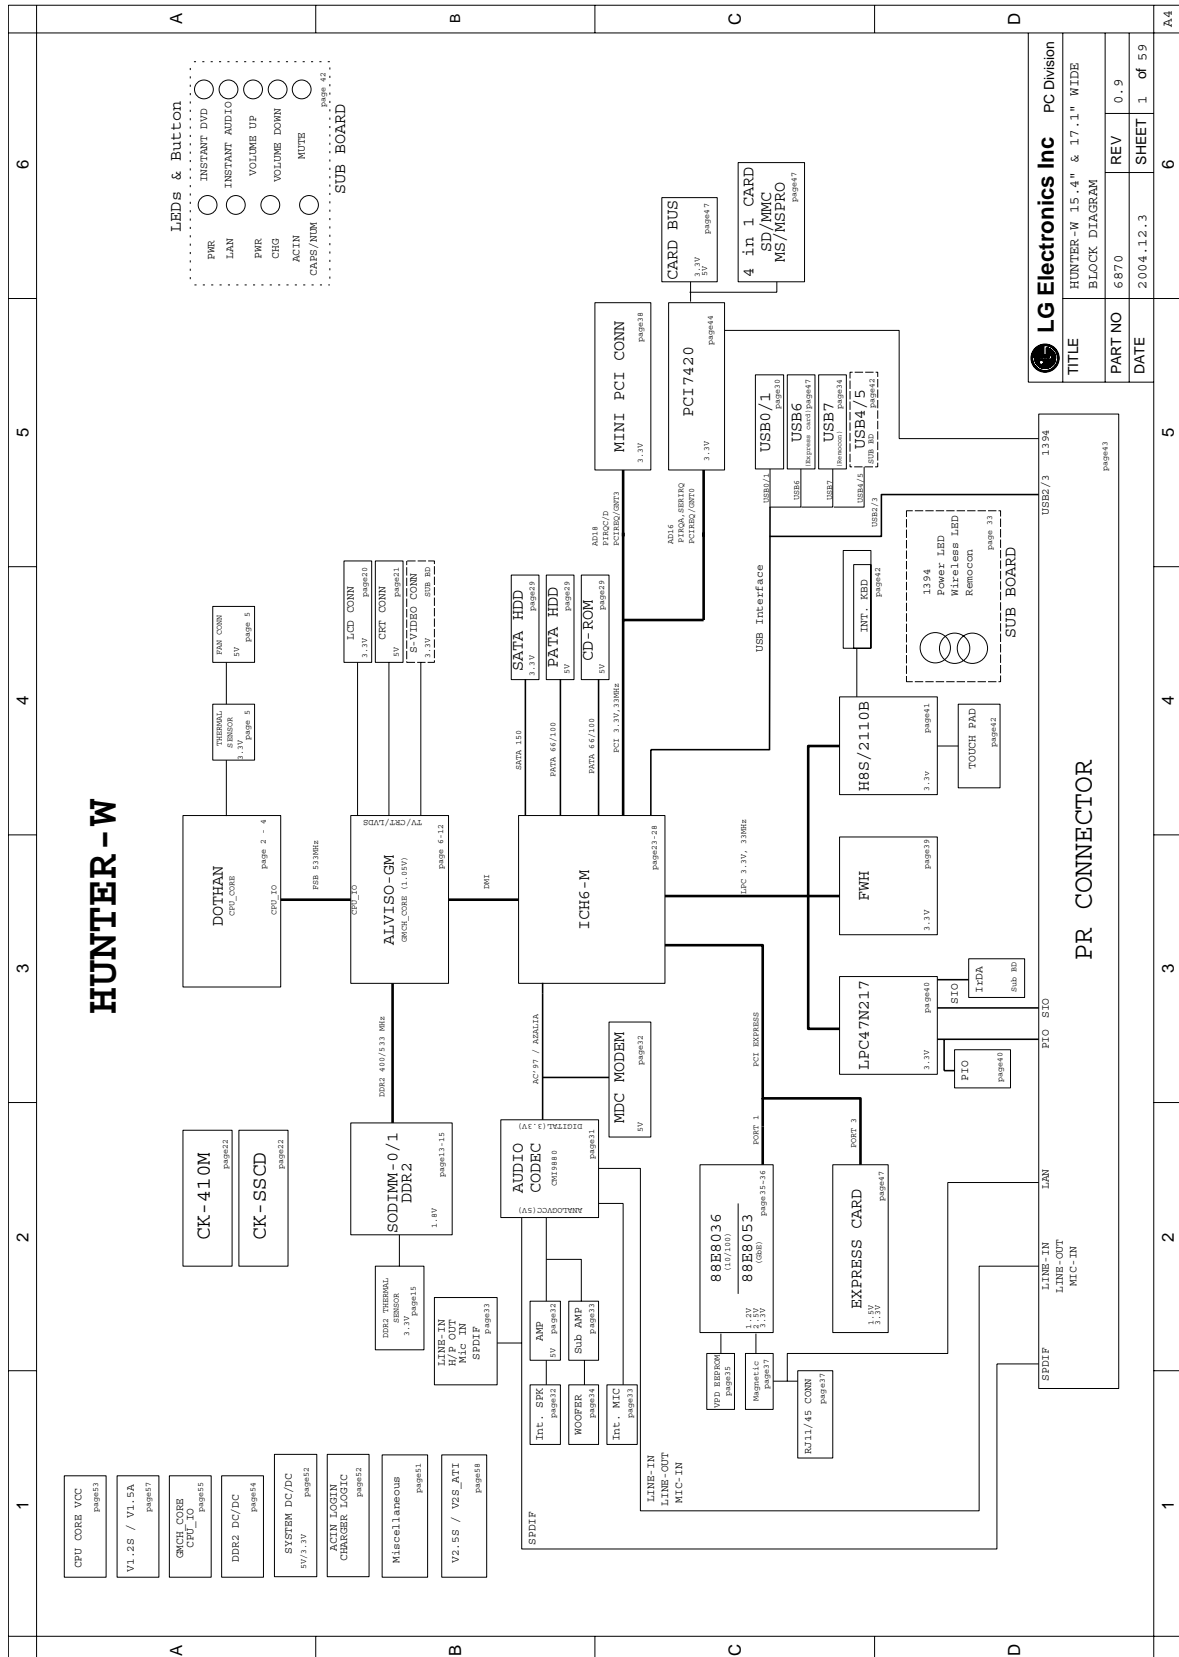 HUNTER-W
1
2
3
4
5
6
A
B
C
D
CPU CORE VCC
page53
V1.2S / V1.5A
page57
GMCH_CORE
CPU_IO
page55
DDR2 DC/DC
page54
SYSTEM DC/DC
5V/3.3V
page52
ACIN LOGIN
CHARGER LOGIC
page52
Miscellaneous
page51
V2.5S / V2S_ATI
page58
CK-410M
page22
CK-SSCD
page22
DOTHAN
CPU_CORE
page 2 - 4
CPU_IO
THERMAL
SENSOR
3.3V
page 5
FAN CONN
5V
page 5
LEDs & Button
PWR
LAN
PWR
CHG
ACIN
CAPS/NUM
INSTANT DVD
INSTANT AUDIO
VOLUME UP
VOLUME DOWN
MUTE
page 42
SUB BOARD
FSB 533MHz
DDR2 THERMAL
SENSOR
3.3V
page15
SODIMM-0/1
DDR2
1.8V
page13-15
DDR2 400/533 MHz
CPU_IO
TV/CRT/LVDS
ALVISO-GM
GMCH_CORE (1.05V)
page 6-12
LCD CONN
3.3V
page20
CRT CONN
5V
page21
S-VIDEO CONN
3.3V
SUB BD
DMI
LINE-IN
H/P OUT
Mic IN
SPDIF
page33
Int. SPK
page32
AMP
5V
page32
WOOFER
page34
Sub AMP
page33
Int. MIC
page33
AUDIO
CODEC
CMI9880
ANALOGVCC(5V)
DIGITAL(3.3V)
page31
AC'97 / AZALIA
MDC MODEM
5V
page32
ICH6-M
page23-28
SATA 150
PATA 66/100
PATA 66/100
PCI 3.3V,33MHz
SATA HDD
3.3V
page29
PATA HDD
5V
page29
CD-ROM
5V
page29
AD18
PIRQC/D
PCIREQ/GNT3
MINI PCI CONN
3.3V
page38
AD16
PIRQA,SERIRQ
PCIREQ/GNT0
PCI7420
3.3V
page44
CARD BUS
3.3V
5V
page47
4 in 1 CARD
SD/MMC
MS/MSPRO
page47
SPDIF
LINE-IN
LINE-OUT
MIC-IN
VPD EEPROM
page35
Magnetic
page37
RJ11/45 CONN
page37
88E8036
(10/100)
88E8053
(GbE)
1.2V
2.5V
3.3V
page35-36
PORT 1
PCI EXPRESS
PORT 3
EXPRESS CARD
1.5V
3.3V
page47
LPC 3.3V, 33MHz
USB Interface
USB0/1
USB6
USB7
USB4/5
USB2/3
USB0/1
page30
USB6
(Express card)
page47
USB7
(Remocon)
page34
USB4/5
SUB BD
page42
LPC47N217
3.3V
page40
FWH
3.3V
page39
H8S/2110B
3.3v
page41
INT. KBD
page42
TOUCH PAD
page42
PIO
page40
SIO
IrDA
Sub BD
1394
Power LED
Wireless LED
Remocon
page 33
SUB BOARD
PR CONNECTOR
page43
SPDIF
LINE-IN
LINE-OUT
MIC-IN
LAN
PIO
SIO
USB2/3
1394
LG Electronics Inc PC Division
TITLE
HUNTER-W 15.4" & 17.1" WIDE
BLOCK DIAGRAM
PART NO
6870
REV
0.9
DATE
2004.12.3
SHEET
1 of 59
A
B
C
D
1
2
3
4
5
6
A4